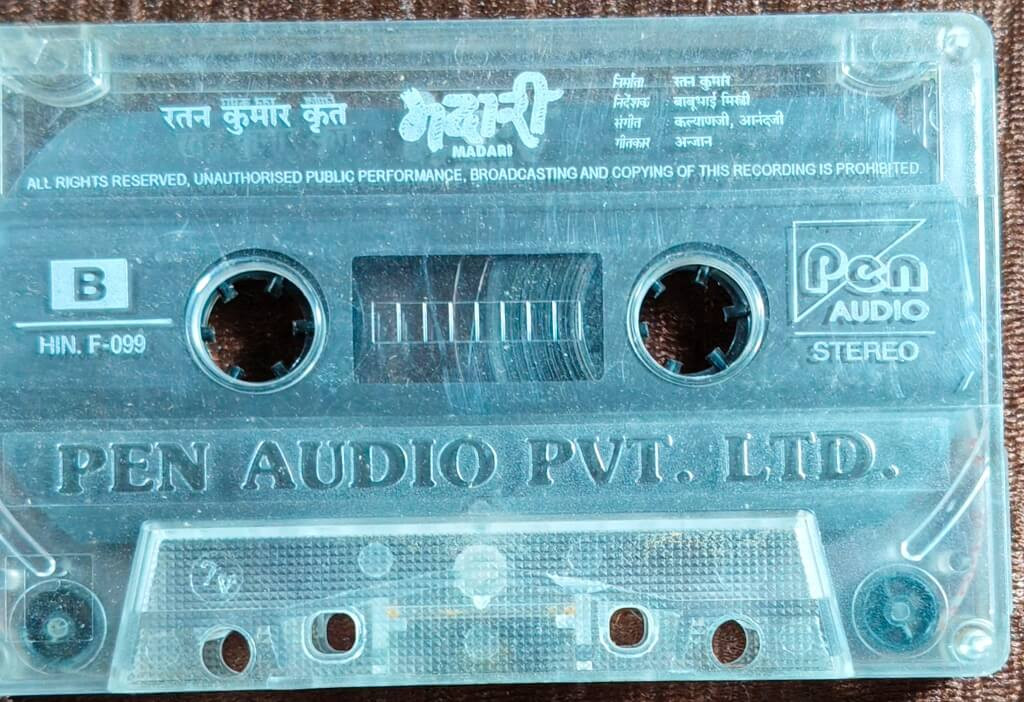 रतन कुमार कृत
मदारी
MADARI
निर्माता रतन कुमार
निर्देशक बाबुभाई मिस्त्री
संगीत कल्याणजी, आनंदजी
गीतकार अन्जान
ALL RIGHTS RESERVED, UNAUTHORISED PUBLIC PERFORMANCE, BROADCASTING AND COPYING OF THIS RECORDING IS PROHIBITED.
B
HIN. F-099
Pen
AUDIO
STEREO
PEN AUDIO PVT. LTD.